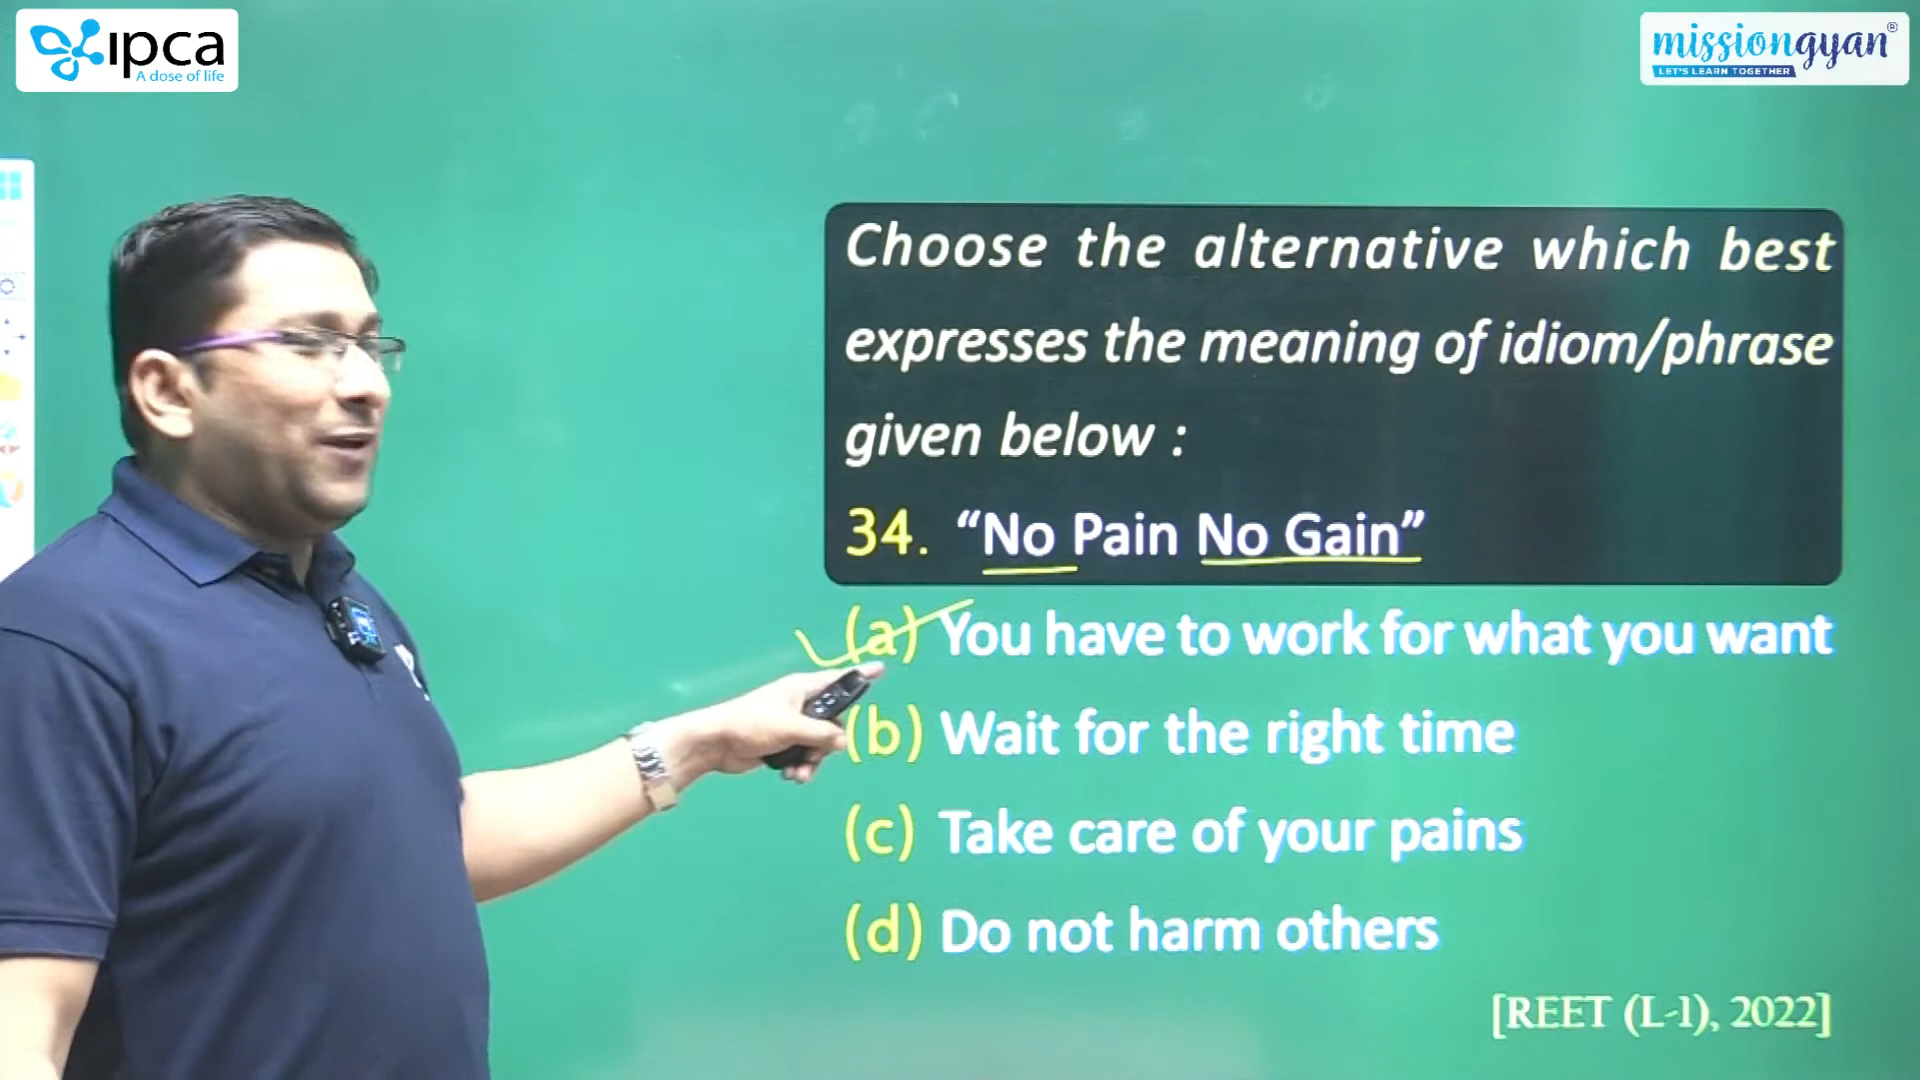 ipca
A dose of life
missiongyan®
LET'S LEARN TOGETHER
Choose the alternative which best
expresses the meaning of idiom/phrase
given below :
34. “No Pain No Gain”
(a) You have to work for what you want
(b) Wait for the right time
(c) Take care of your pains
(d) Do not harm others
[REET (L-I), 2022]